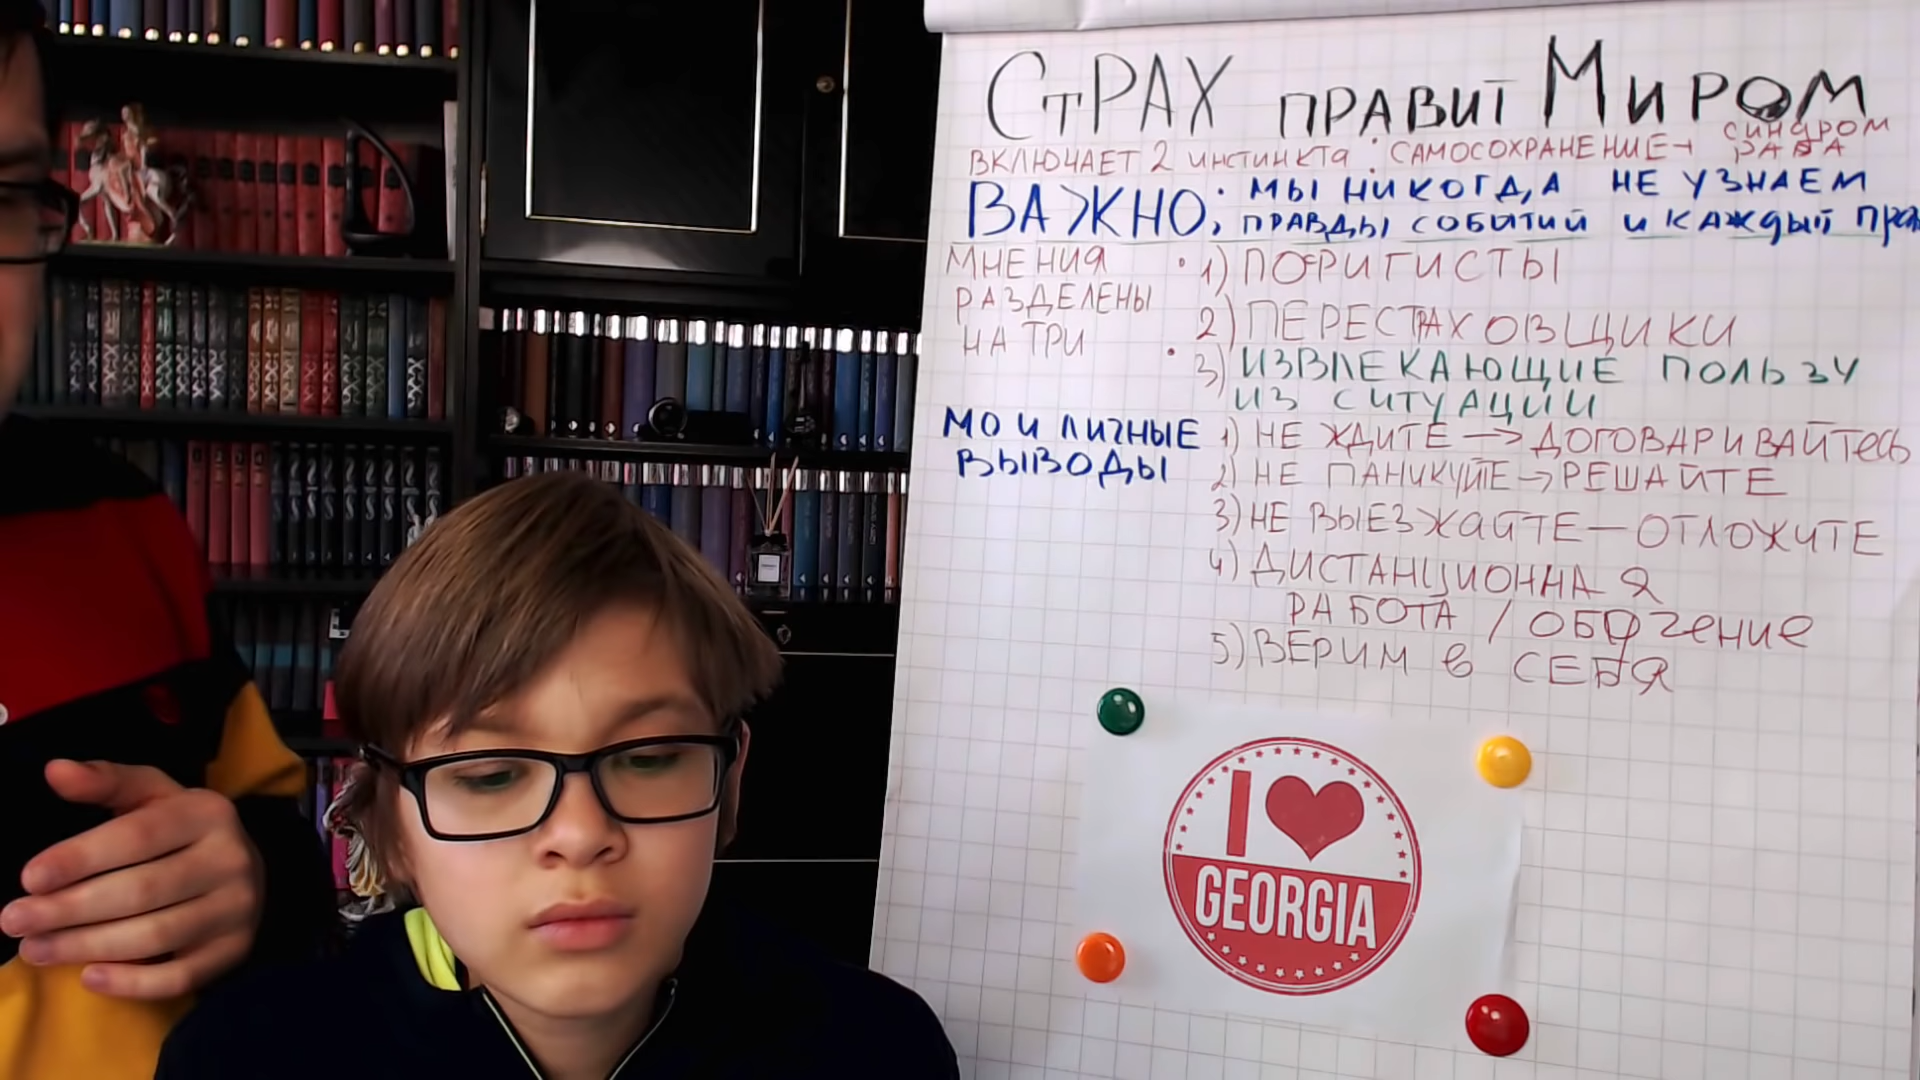 СТРАХ ПРАВИТ МИРОМ
ВКЛЮЧАЕТ 2 ИНСТИНКТА: САМОСОХРАНЕНИЕ + СИНДРОМ
РАБА
ВАЖНО: МЫ НИКОГДА НЕ УЗНАЕМ
ПРАВДЫ СОБЫТИЙ И КАЖДЫЙ
МНЕНИЯ
РАЗДЕЛЕНЫ
НА ТРИ
1) ПОФИГИСТЫ
2) ПЕРЕСТРАХОВЩИКИ
3) ИЗВЛЕКАЮЩИЕ ПОЛЬЗУ
ИЗ СИТУАЦИИ
МОИ ЛИЧНЫЕ
ВЫВОДЫ
1) НЕ ЖДИТЕ → ДОГОВАРИВАЙТЕСЬ
2) НЕ ПАНИКУЙТЕ → РЕШАЙТЕ
3) НЕ ВЫЕЗЖАЙТЕ — ОТЛОЖИТЕ
4) ДИСТАНЦИОННАЯ
РАБОТА / ОБУЧЕНИЕ
5) ВЕРИМ в СЕБЯ
I ♥
GEORGIA